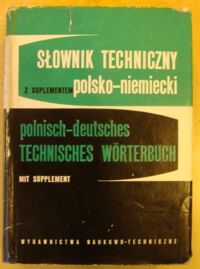 SŁOWNIK TECHNICZNY
Z SUPLEMENTEM polsko-niemiecki
polnisch-deutsches
TECHNISCHES WÖRTERBUCH
MIT SUPPLEMENT
WYDAWNICTWA NAUKOWO-TECHNICZNE